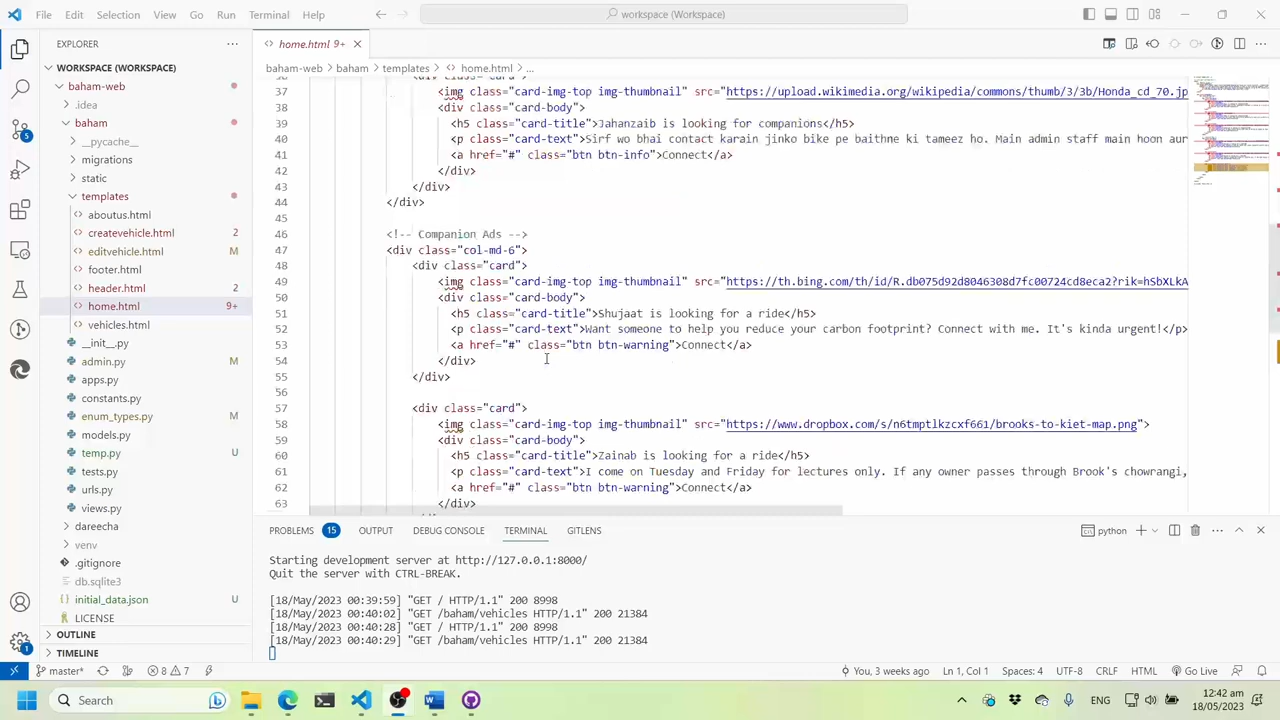 File Edit Selection View Go Run Terminal Help
workspace (Workspace)
EXPLORER
home.html 9+
WORKSPACE (WORKSPACE)
baham-web > baham > templates > home.html > ...
baham-web
.idea
baham
__pycache__
migrations
static
templates
aboutus.html
createvehicle.html 2
editvehicle.html M
footer.html
header.html 2
home.html 9+
vehicles.html
__init__.py
admin.py M
apps.py
constants.py
enum_types.py M
models.py
temp.py U
tests.py
urls.py
views.py
dareecha
venv
.gitignore
db.sqlite3
initial_data.json U
LICENSE
OUTLINE
TIMELINE
37 <img class="card-img-top img-thumbnail" src="https://upload.wikimedia.org/wikipedia/commons/thumb/3/3b/Honda_cd_70.jp
38 <div class="card-body">
39 <h5 class="card-title">Jahanzaib is looking for companions</h5>
40 <p class="card-text">Sirf wo bhai contact karain jinko bike pe baithne ki tameez ho. Main admin staff main hun aur
41 <a href="#" class="btn btn-info">Connect</a>
42 </div>
43 </div>
44 </div>
45
46 <!-- Companion Ads -->
47 <div class="col-md-6">
48 <div class="card">
49 <img class="card-img-top img-thumbnail" src="https://th.bing.com/th/id/R.db075d92d8046308d7fc00724cd8eca2?rik=hSbXLkA
50 <div class="card-body">
51 <h5 class="card-title">Shujaat is looking for a ride</h5>
52 <p class="card-text">Want someone to help you reduce your carbon footprint? Connect with me. It's kinda urgent!</p>
53 <a href="#" class="btn btn-warning">Connect</a>
54 </div>
55 </div>
56
57 <div class="card">
58 <img class="card-img-top img-thumbnail" src="https://www.dropbox.com/s/n6tmptlkzcxf661/brooks-to-kiet-map.png">
59 <div class="card-body">
60 <h5 class="card-title">Zainab is looking for a ride</h5>
61 <p class="card-text">I come on Tuesday and Friday for lectures only. If any owner passes through Brook's chowrangi,
62 <a href="#" class="btn btn-warning">Connect</a>
63 </div>
PROBLEMS 15 OUTPUT DEBUG CONSOLE TERMINAL GITLENS
python
Starting development server at http://127.0.0.1:8000/
Quit the server with CTRL-BREAK.
[18/May/2023 00:39:59] "GET / HTTP/1.1" 200 8998
[18/May/2023 00:40:02] "GET /baham/vehicles HTTP/1.1" 200 21384
[18/May/2023 00:40:28] "GET / HTTP/1.1" 200 8998
[18/May/2023 00:40:29] "GET /baham/vehicles HTTP/1.1" 200 21384
5
1
master* 8 7 You, 3 weeks ago Ln 1, Col 1 Spaces: 4 UTF-8 CRLF HTML Go Live
Search
ENG
12:42 am
18/05/2023